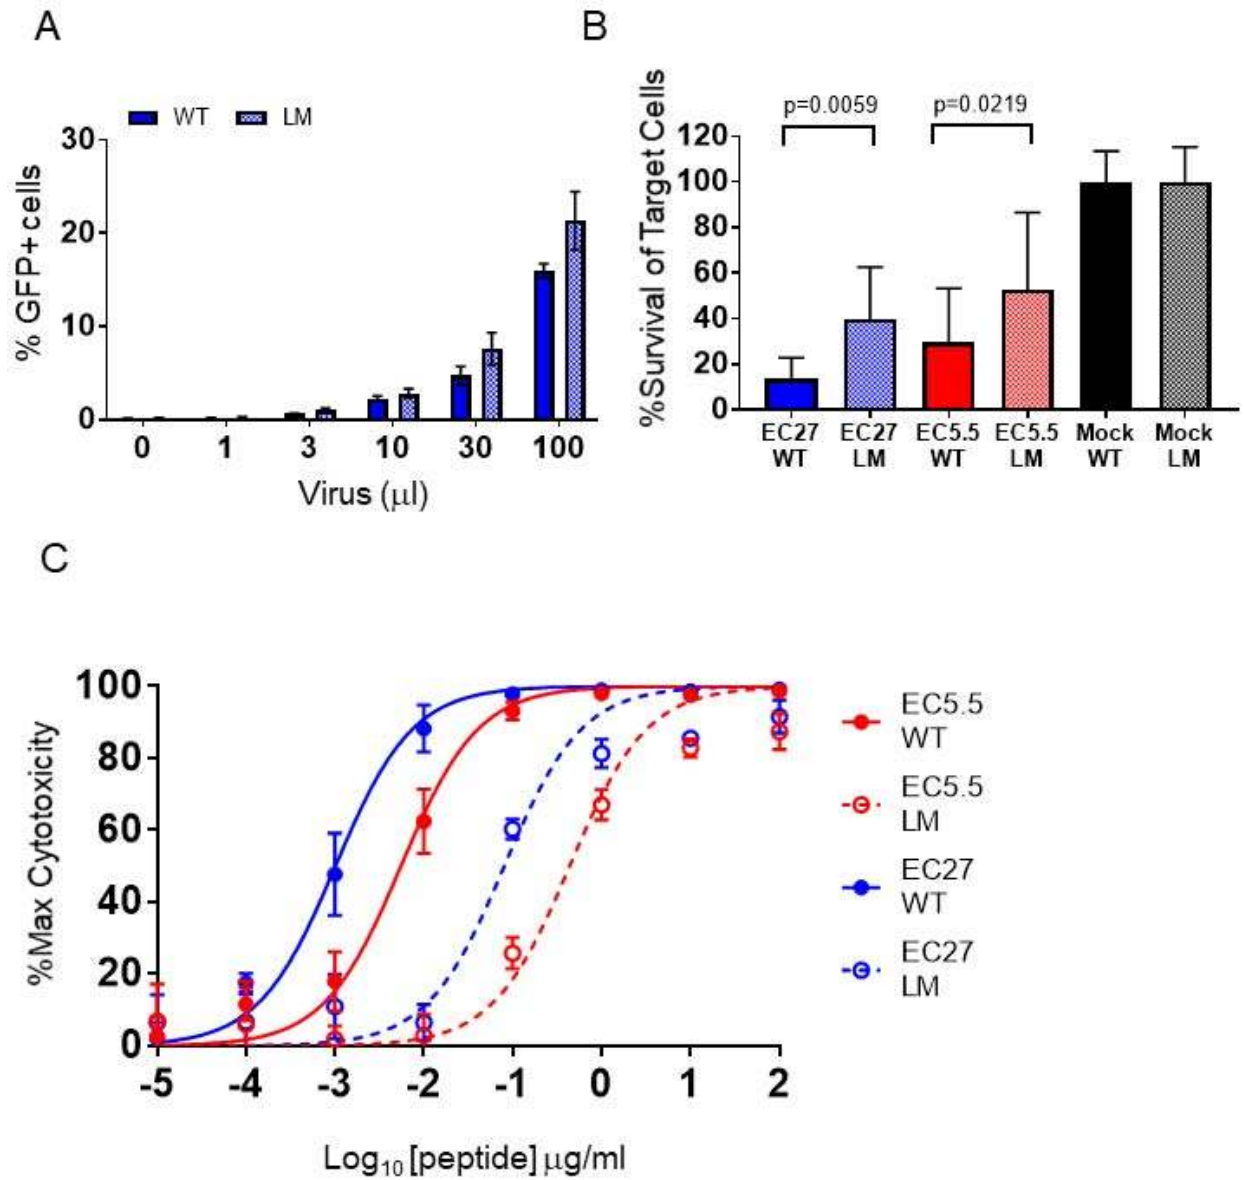 A
WT LM
% GFP+ cells
30
20
10
0
0 1 3 10 30 100
Virus (μl)
B
p=0.0059 p=0.0219
%Survival of Target Cells
120
100
80
60
40
20
0
EC27 EC27 EC5.5 EC5.5 Mock Mock
WT LM WT LM WT LM
C
%Max Cytotoxicity
100
80
60
40
20
0
-5 -4 -3 -2 -1 0 1 2
Log10 [peptide] μg/ml
EC5.5
WT
EC5.5
LM
EC27
WT
EC27
LM